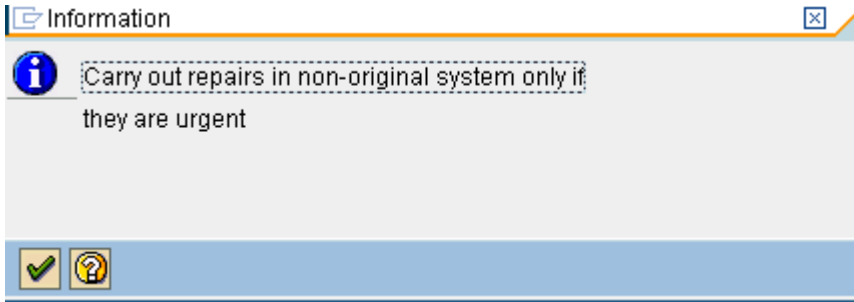 Information
Carry out repairs in non-original system only if
they are urgent